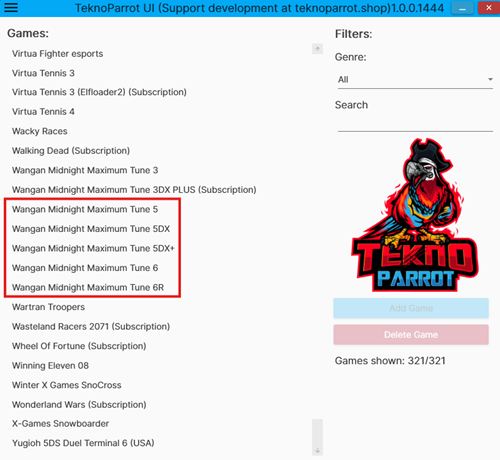 TeknoParrot UI (Support development at teknoparrot.shop)1.0.0.1444
Games:
Virtua Fighter esports
Virtua Tennis 3
Virtua Tennis 3 (Elfloader2) (Subscription)
Virtua Tennis 4
Wacky Races
Walking Dead (Subscription)
Wangan Midnight Maximum Tune 3
Wangan Midnight Maximum Tune 3DX PLUS (Subscription)
Wangan Midnight Maximum Tune 5
Wangan Midnight Maximum Tune 5DX
Wangan Midnight Maximum Tune 5DX+
Wangan Midnight Maximum Tune 6
Wangan Midnight Maximum Tune 6R
Wartran Troopers
Wasteland Racers 2071 (Subscription)
Wheel Of Fortune (Subscription)
Winning Eleven 08
Winter X Games SnoCross
Wonderland Wars (Subscription)
X-Games Snowboarder
Yugioh 5DS Duel Terminal 6 (USA)
Filters:
Genre:
All
Search
TEKNO
PARROT
Add Game
Delete Game
Games shown: 321/321